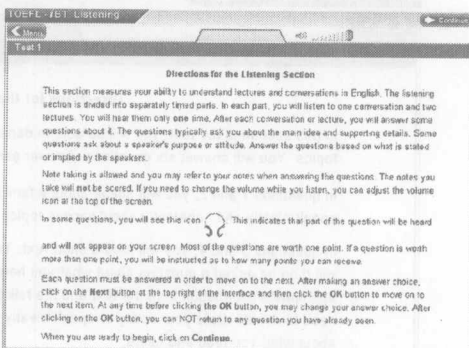 TOEFL-iBT Listening
Continue
Menu
Test 1
Directions for the Listening Section
This section measures your ability to understand lectures and conversations in English. The listening
section is divided into separately timed parts. In each part, you will listen to one conversation and two
lectures. You will hear them only one time. After each conversation or lecture, you will answer some
questions about it. The questions typically ask you about the main idea and supporting details. Some
questions ask about a speaker's purpose or attitude. Answer the questions based on what is stated
or implied by the speakers.
Note taking is allowed and you may refer to your notes when answering the questions. The notes you
take will not be scored. If you need to change the volume while you listen, you can adjust the volume
icon at the top of the screen.
In some questions, you will see this icon This indicates that part of the question will be heard
and will not appear on your screen. Most of the questions are worth one point. If a question is worth
more than one point, you will be instructed as to how many points you can receive.
Each question must be answered in order to move on to the next. After making an answer choice,
click on the Next button at the top right of the interface and then click the OK button to move on to
the next item. At any time before clicking the OK button, you may change your answer choice. After
clicking on the OK button, you can NOT return to any question you have already seen.
When you are ready to begin, click on Continue.